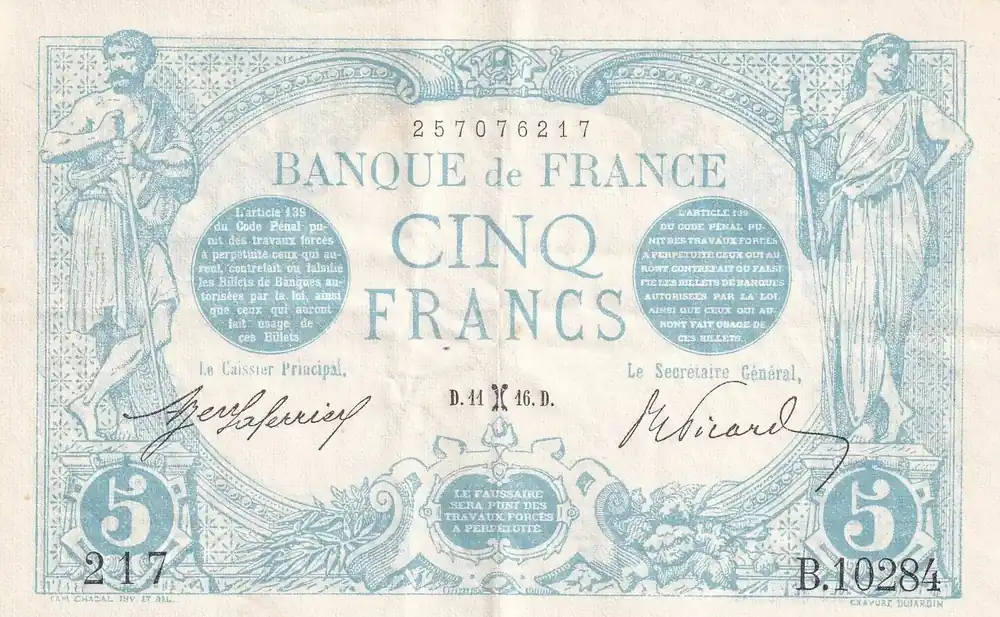 257076217
BANQUE de FRANCE
CINQ
FRANCS
L'article 139
du Code Pénal pu-
nit des travaux forcés
à perpétuité ceux qui au-
ront contrefait ou falsifié
les Billets de Banques au-
torisées par la loi, ainsi
que ceux qui auront
fait usage de
ces Billets
L'ARTICLE 139
DU CODE PÉNAL PU-
NIT DES TRAVAUX FORCÉS
A PERPÉTUITÉ CEUX QUI AU-
RONT CONTREFAIT OU FALSI-
FIÉ LES BILLETS DE BANQUES
AUTORISÉES PAR LA LOI,
AINSI QUE CEUX QUI AU-
RONT FAIT USAGE DE
CES BILLETS.
Le Caissier Principal,
Le Secrétaire Général,
D. 11 16. D.
Picard
5
5
LE FAUSSAIRE
SERA PUNI DES
TRAVAUX FORCÉS
A PERPÉTUITÉ
217
B.10284
GRAVURE DUJARDIN